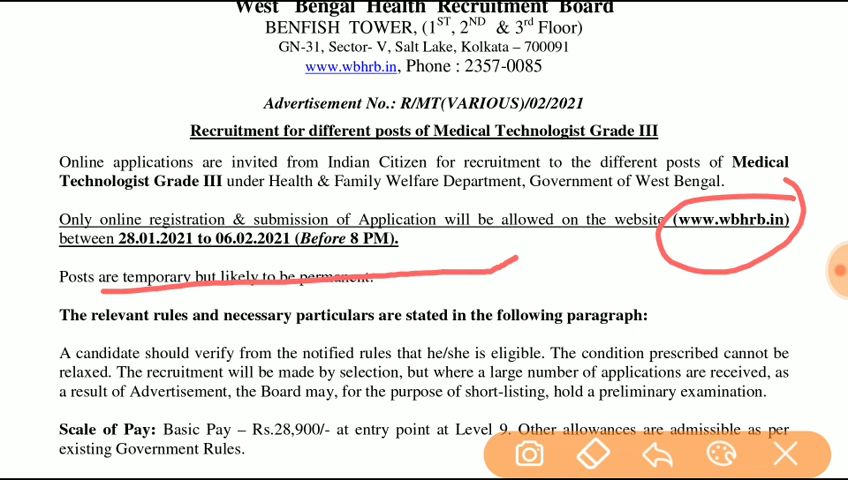 West Bengal Health Recruitment Board
BENFISH TOWER, (1ST, 2ND & 3rd Floor)
GN-31, Sector- V, Salt Lake, Kolkata – 700091
www.wbhrb.in, Phone : 2357-0085
Advertisement No.: R/MT(VARIOUS)/02/2021
Recruitment for different posts of Medical Technologist Grade III
Online applications are invited from Indian Citizen for recruitment to the different posts of Medical
Technologist Grade III under Health & Family Welfare Department, Government of West Bengal.
Only online registration & submission of Application will be allowed on the website (www.wbhrb.in)
between 28.01.2021 to 06.02.2021 (Before 8 PM).
Posts are temporary but likely to be permanent.
The relevant rules and necessary particulars are stated in the following paragraph:
A candidate should verify from the notified rules that he/she is eligible. The condition prescribed cannot be
relaxed. The recruitment will be made by selection, but where a large number of applications are received, as
a result of Advertisement, the Board may, for the purpose of short-listing, hold a preliminary examination.
Scale of Pay: Basic Pay – Rs.28,900/- at entry point at Level 9. Other allowances are admissible as per
existing Government Rules.